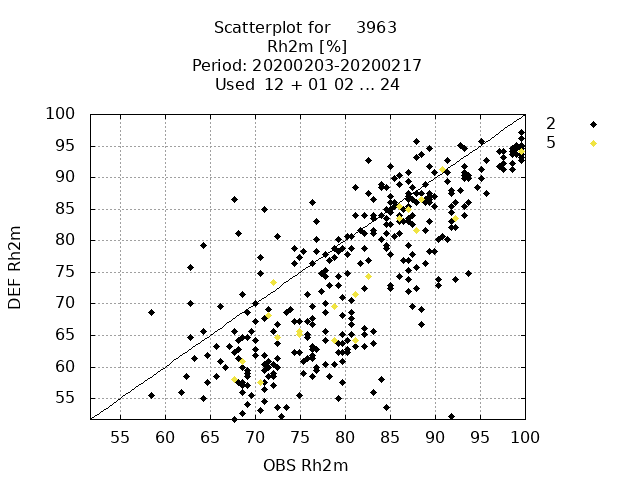 Scatterplot for 3963
Rh2m [%]
Period: 20200203-20200217
Used 12 + 01 02 ... 24
2
5
DEF Rh2m
100
95
90
85
80
75
70
65
60
55
55 60 65 70 75 80 85 90 95 100
OBS Rh2m